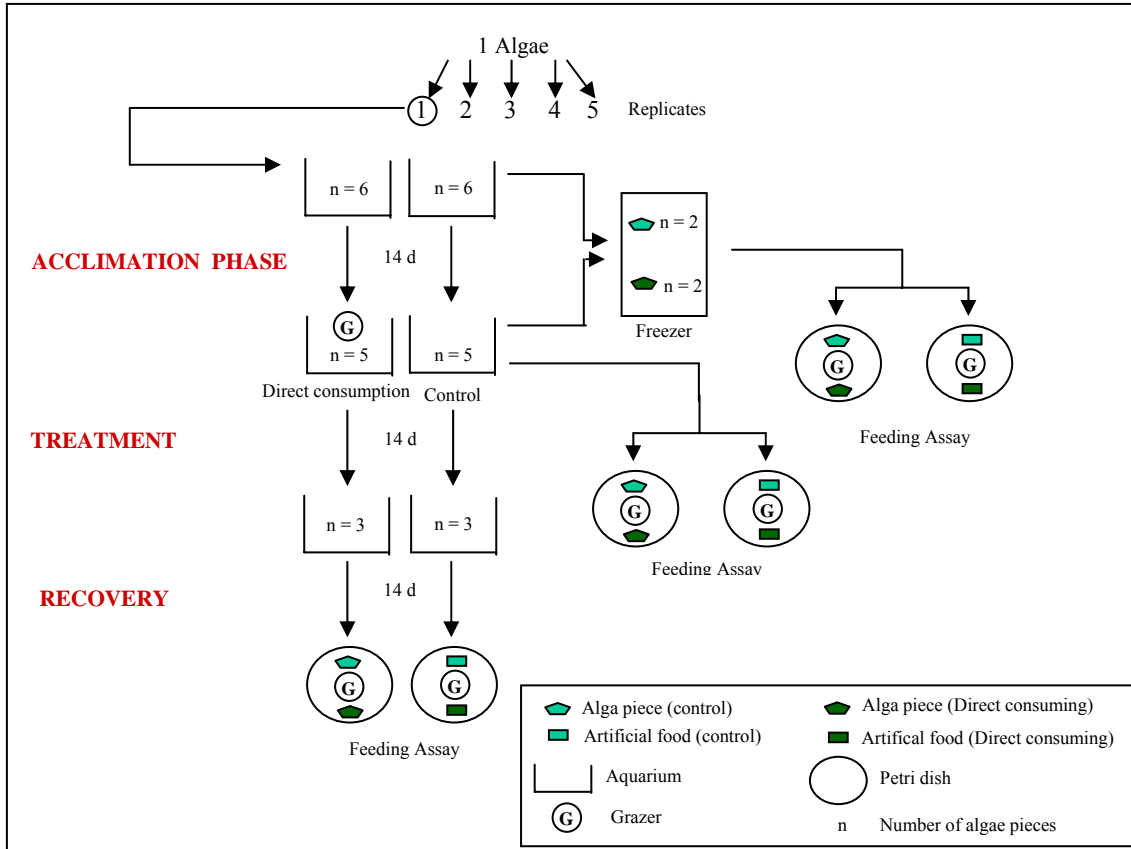 1 Algae
1 2 3 4 5 Replicates
n = 6 n = 6
n = 2
ACCLIMATION PHASE 14 d
n = 2
Freezer
G
n = 5 n = 5
G G
Direct consumption Control
Feeding Assay
TREATMENT 14 d
G G
n = 3 n = 3
Feeding Assay
RECOVERY 14 d
G G
Feeding Assay
Alga piece (control) Alga piece (Direct consuming)
Artificial food (control) Artifical food (Direct consuming)
Aquarium Petri dish
G Grazer n Number of algae pieces